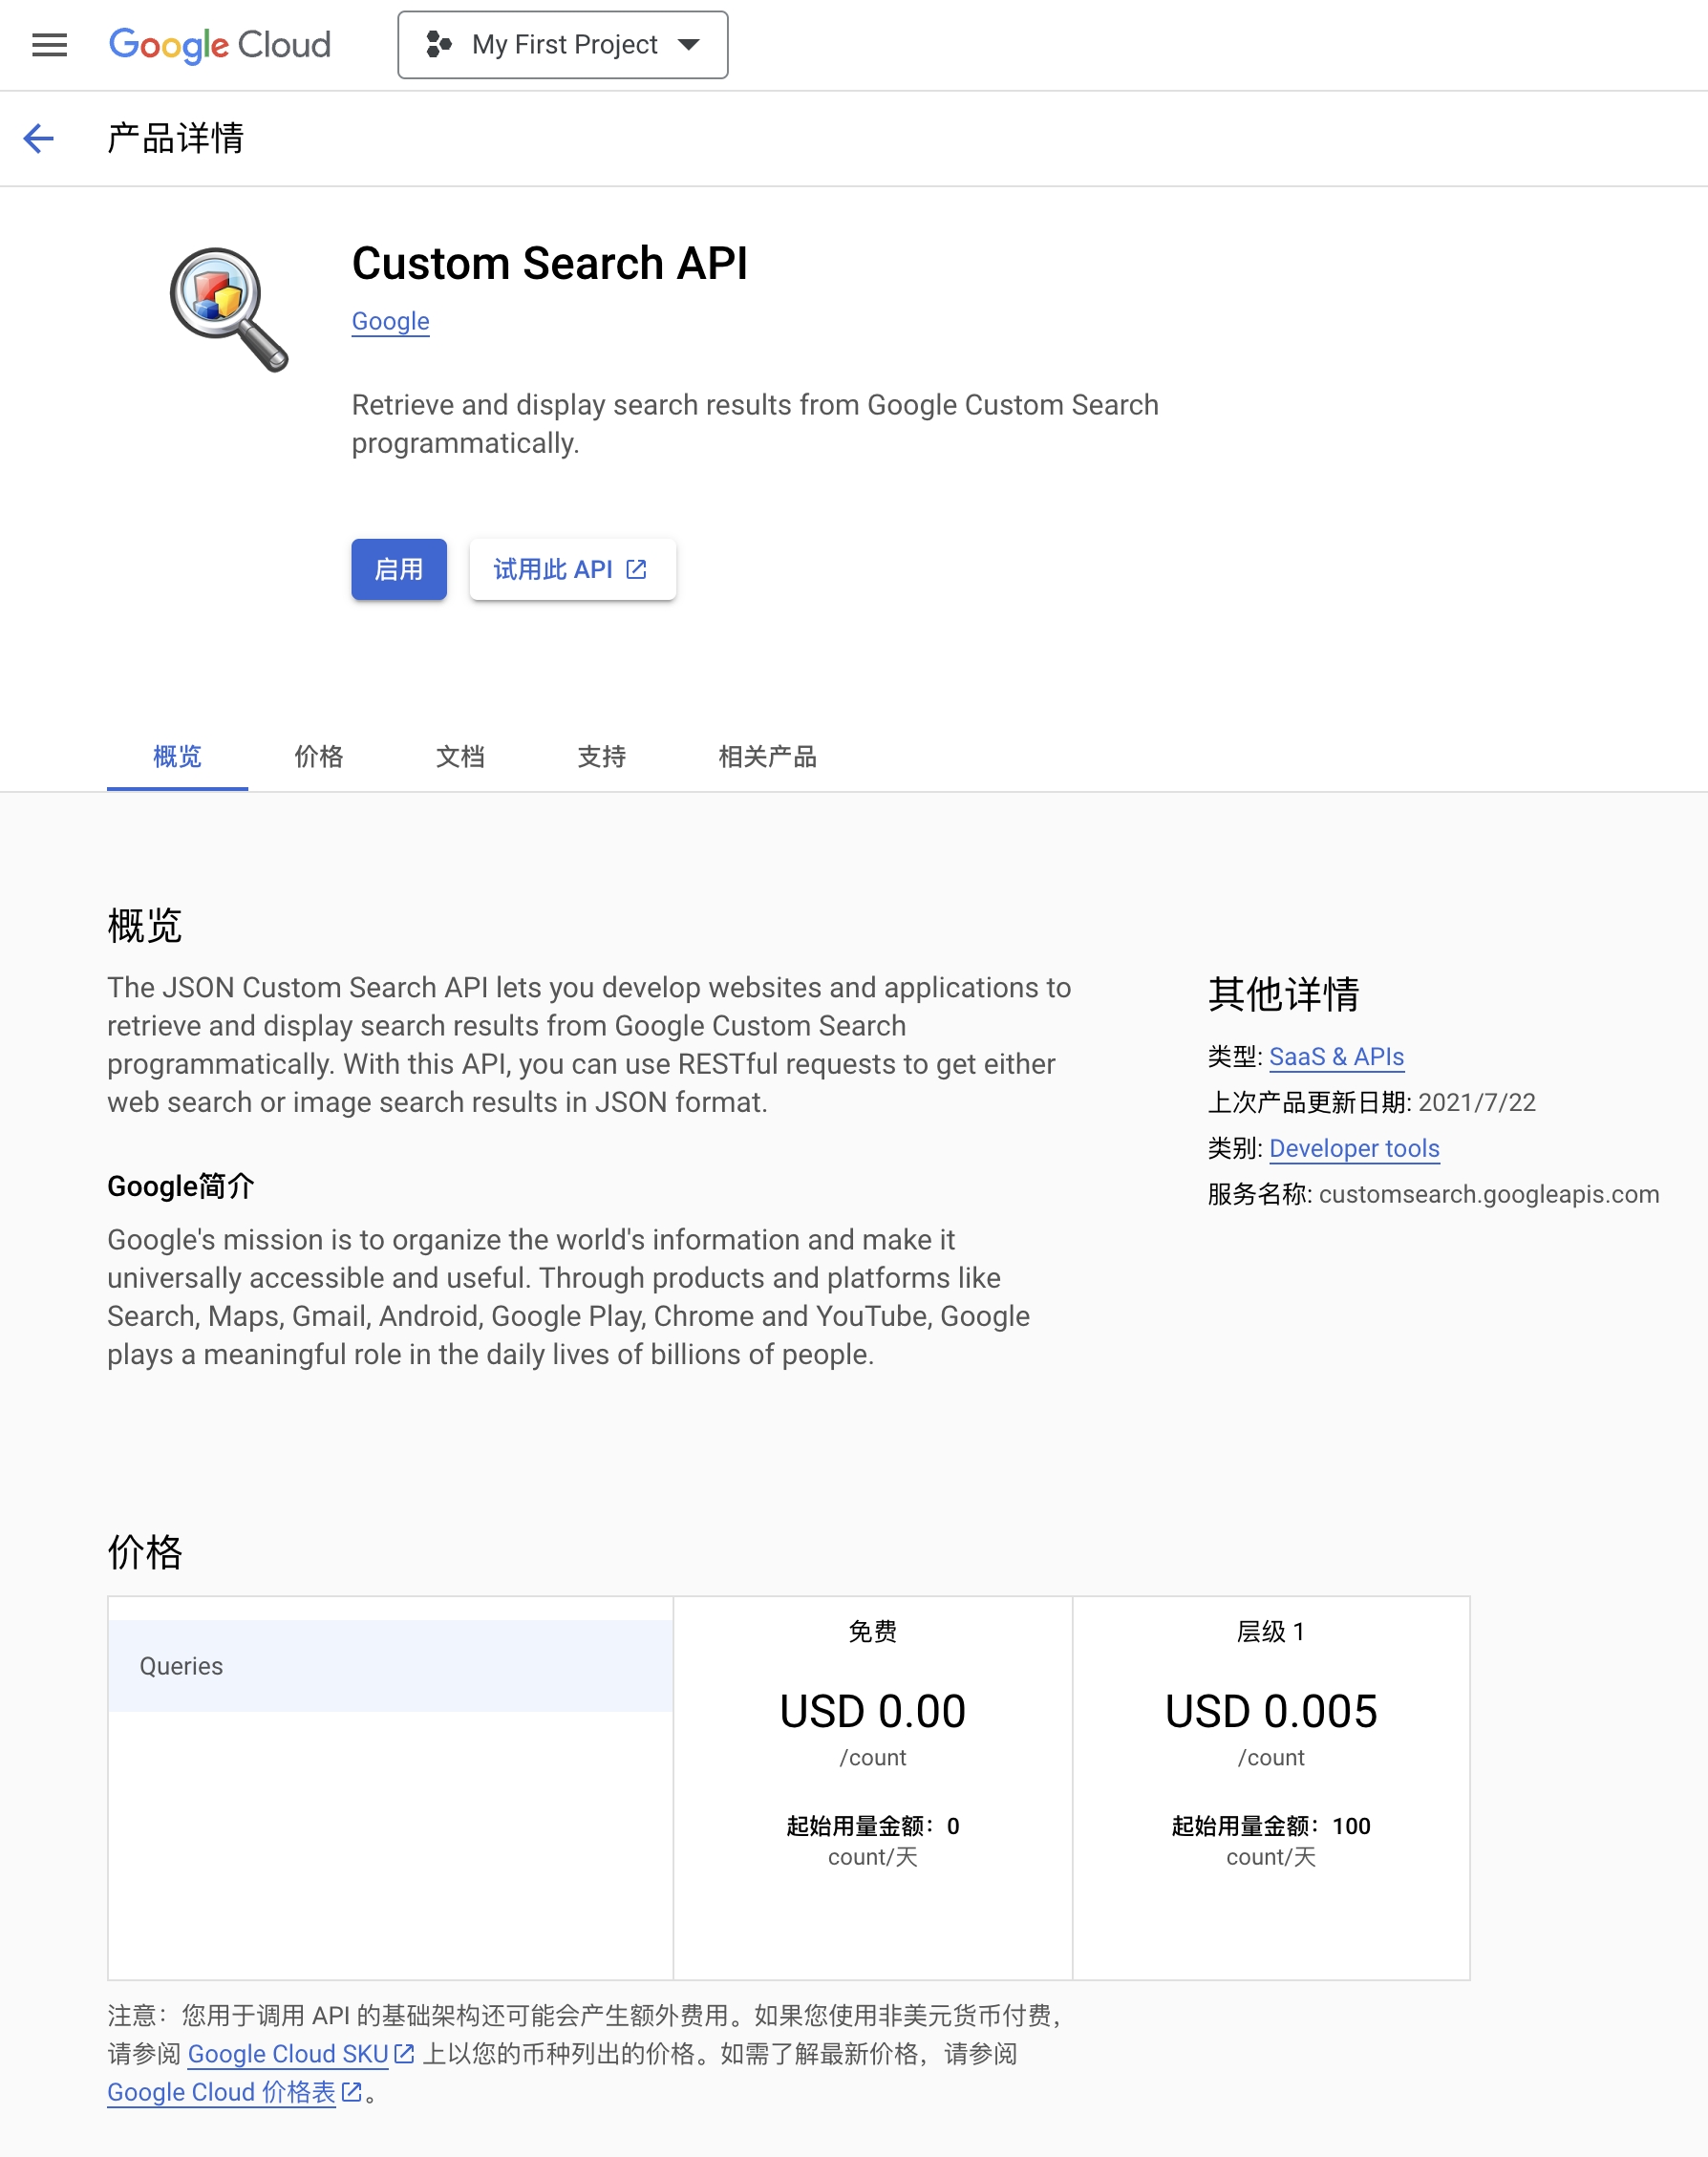 Google Cloud
My First Project
产品详情
Custom Search API
Google
Retrieve and display search results from Google Custom Search
programmatically.
启用
试用此 API
概览
价格
文档
支持
相关产品
概览
The JSON Custom Search API lets you develop websites and applications to
retrieve and display search results from Google Custom Search
programmatically. With this API, you can use RESTful requests to get either
web search or image search results in JSON format.
Google简介
Google's mission is to organize the world's information and make it
universally accessible and useful. Through products and platforms like
Search, Maps, Gmail, Android, Google Play, Chrome and YouTube, Google
plays a meaningful role in the daily lives of billions of people.
其他详情
类型: SaaS & APIs
上次产品更新日期: 2021/7/22
类别: Developer tools
服务名称: customsearch.googleapis.com
价格
Queries
免费
USD 0.00
/count
起始用量金额：0
count/天
层级 1
USD 0.005
/count
起始用量金额：100
count/天
注意：您用于调用 API 的基础架构还可能会产生额外费用。如果您使用非美元货币付费，
请参阅 Google Cloud SKU 上以您的币种列出的价格。如需了解最新价格，请参阅
Google Cloud 价格表。